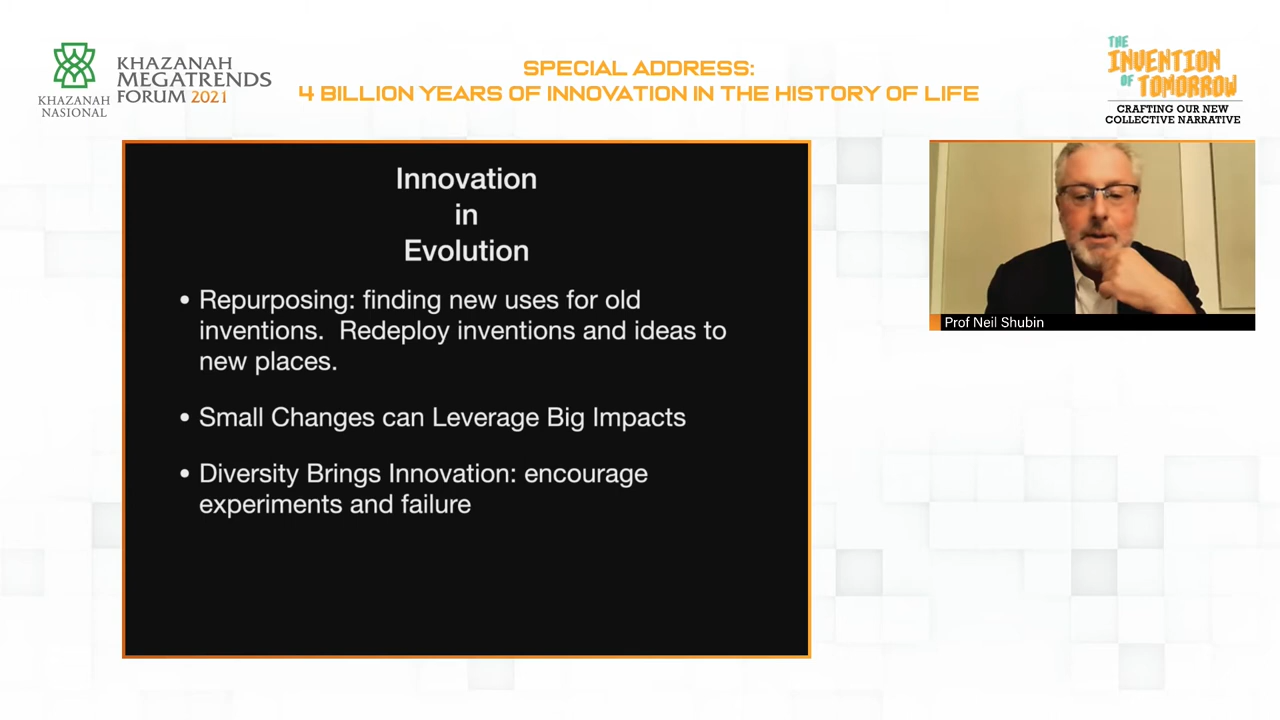 KHAZANAH
NASIONAL
KHAZANAH
MEGATRENDS
FORUM 2021
SPECIAL ADDRESS:
4 BILLION YEARS OF INNOVATION IN THE HISTORY OF LIFE
THE
INVENTION
OF
TOMORROW
CRAFTING OUR NEW
COLLECTIVE NARRATIVE
Innovation
in
Evolution
• Repurposing: finding new uses for old
inventions.  Redeploy inventions and ideas to
new places.
• Small Changes can Leverage Big Impacts
• Diversity Brings Innovation: encourage
experiments and failure
Prof Neil Shubin